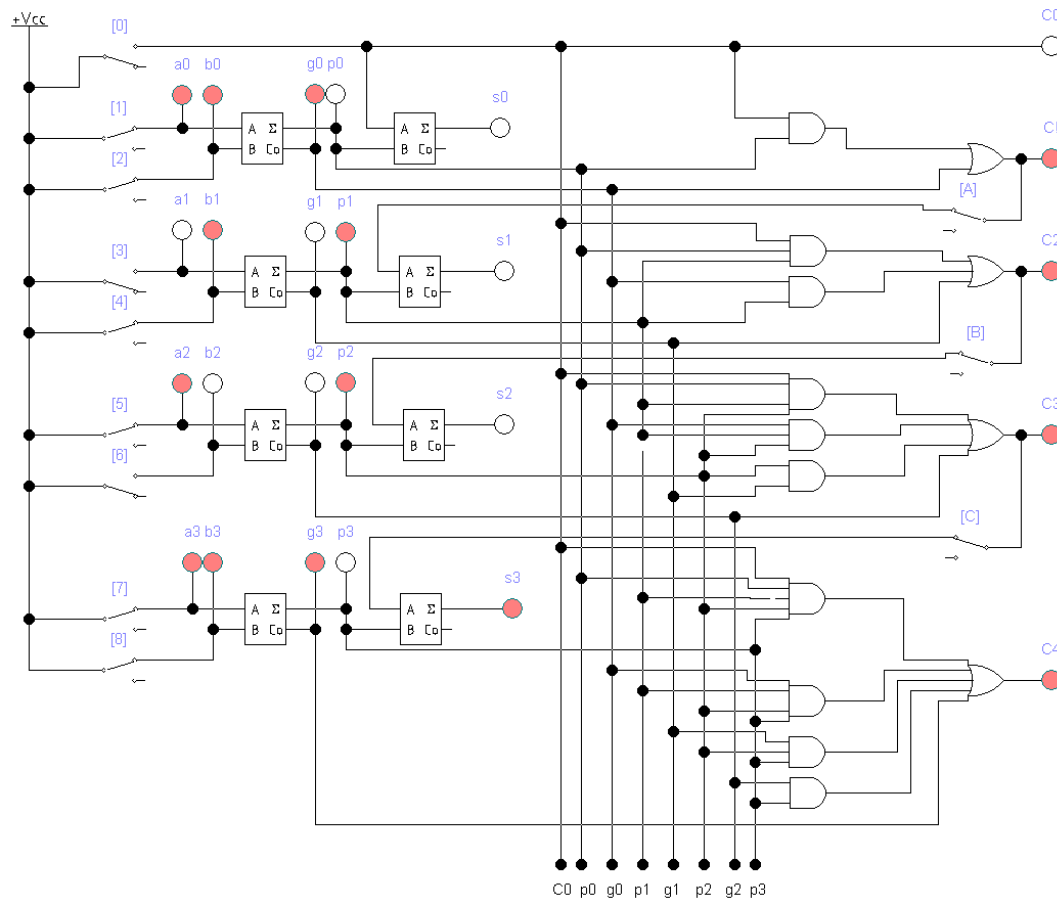 +Vcc
[0]
C0
a0 b0 g0 p0
s0
[1]
A Σ
B Co
A
B Co
C1
[2]
[A]
a1 b1 g1 p1
s1
C2
[3]
A Σ
B Co
A Σ
B Co
[4]
[B]
a2 b2 g2 p2
s2
C3
[5]
A Σ
B Co
A Σ
B Co
[6]
[C]
a3 b3 g3 p3
s3
[7]
A Σ
B Co
A Σ
B Co
[8]
C4
C0 p0 g0 p1 g1 p2 g2 p3